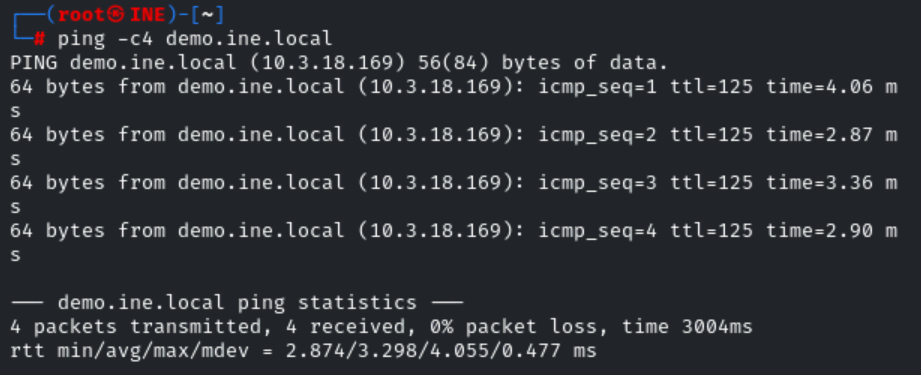 ┌──(root㉿INE)-[~]
└─# ping -c4 demo.ine.local
PING demo.ine.local (10.3.18.169) 56(84) bytes of data.
64 bytes from demo.ine.local (10.3.18.169): icmp_seq=1 ttl=125 time=4.06 m
s
64 bytes from demo.ine.local (10.3.18.169): icmp_seq=2 ttl=125 time=2.87 m
s
64 bytes from demo.ine.local (10.3.18.169): icmp_seq=3 ttl=125 time=3.36 m
s
64 bytes from demo.ine.local (10.3.18.169): icmp_seq=4 ttl=125 time=2.90 m
s
--- demo.ine.local ping statistics ---
4 packets transmitted, 4 received, 0% packet loss, time 3004ms
rtt min/avg/max/mdev = 2.874/3.298/4.055/0.477 ms